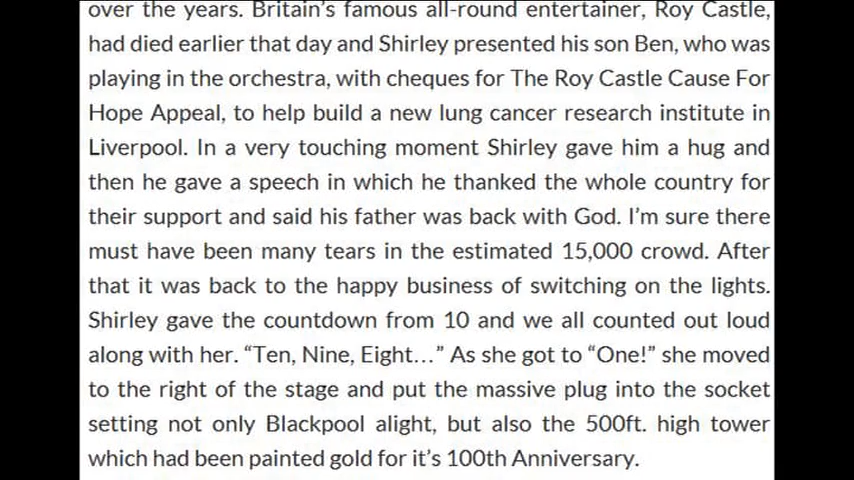 over the years. Britain’s famous all-round entertainer, Roy Castle,
had died earlier that day and Shirley presented his son Ben, who was
playing in the orchestra, with cheques for The Roy Castle Cause For
Hope Appeal, to help build a new lung cancer research institute in
Liverpool. In a very touching moment Shirley gave him a hug and
then he gave a speech in which he thanked the whole country for
their support and said his father was back with God. I’m sure there
must have been many tears in the estimated 15,000 crowd. After
that it was back to the happy business of switching on the lights.
Shirley gave the countdown from 10 and we all counted out loud
along with her. “Ten, Nine, Eight…” As she got to “One!” she moved
to the right of the stage and put the massive plug into the socket
setting not only Blackpool alight, but also the 500ft. high tower
which had been painted gold for it’s 100th Anniversary.